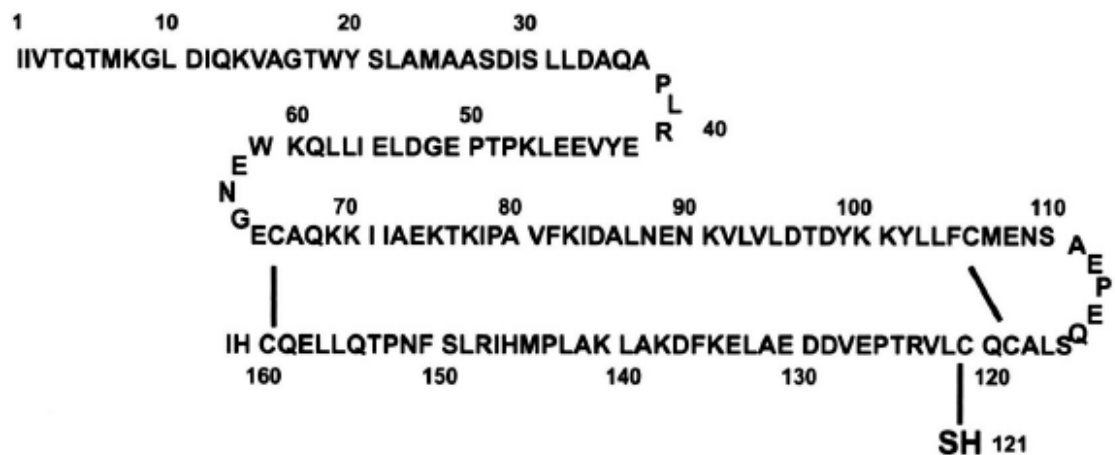 1 10 20 30
IIVTQTMKGL DIQKVAGTWY SLAMAASDIS LLDAQA
P
L
R 40
60 50
W KQLLI ELDGE PTPKLEEVYE
E
N
G
70 80 90 100 110
ECAQKK I IAEKTKIPA VFKIDALNEN KVLVLDTDYK KYLLFCMENS
A
E
P
E
Q
IH CQELLQTPNF SLRIHMPLAK LAKDFKELAE DDVEPTRVLC QCALS
160 150 140 130 120
SH 121